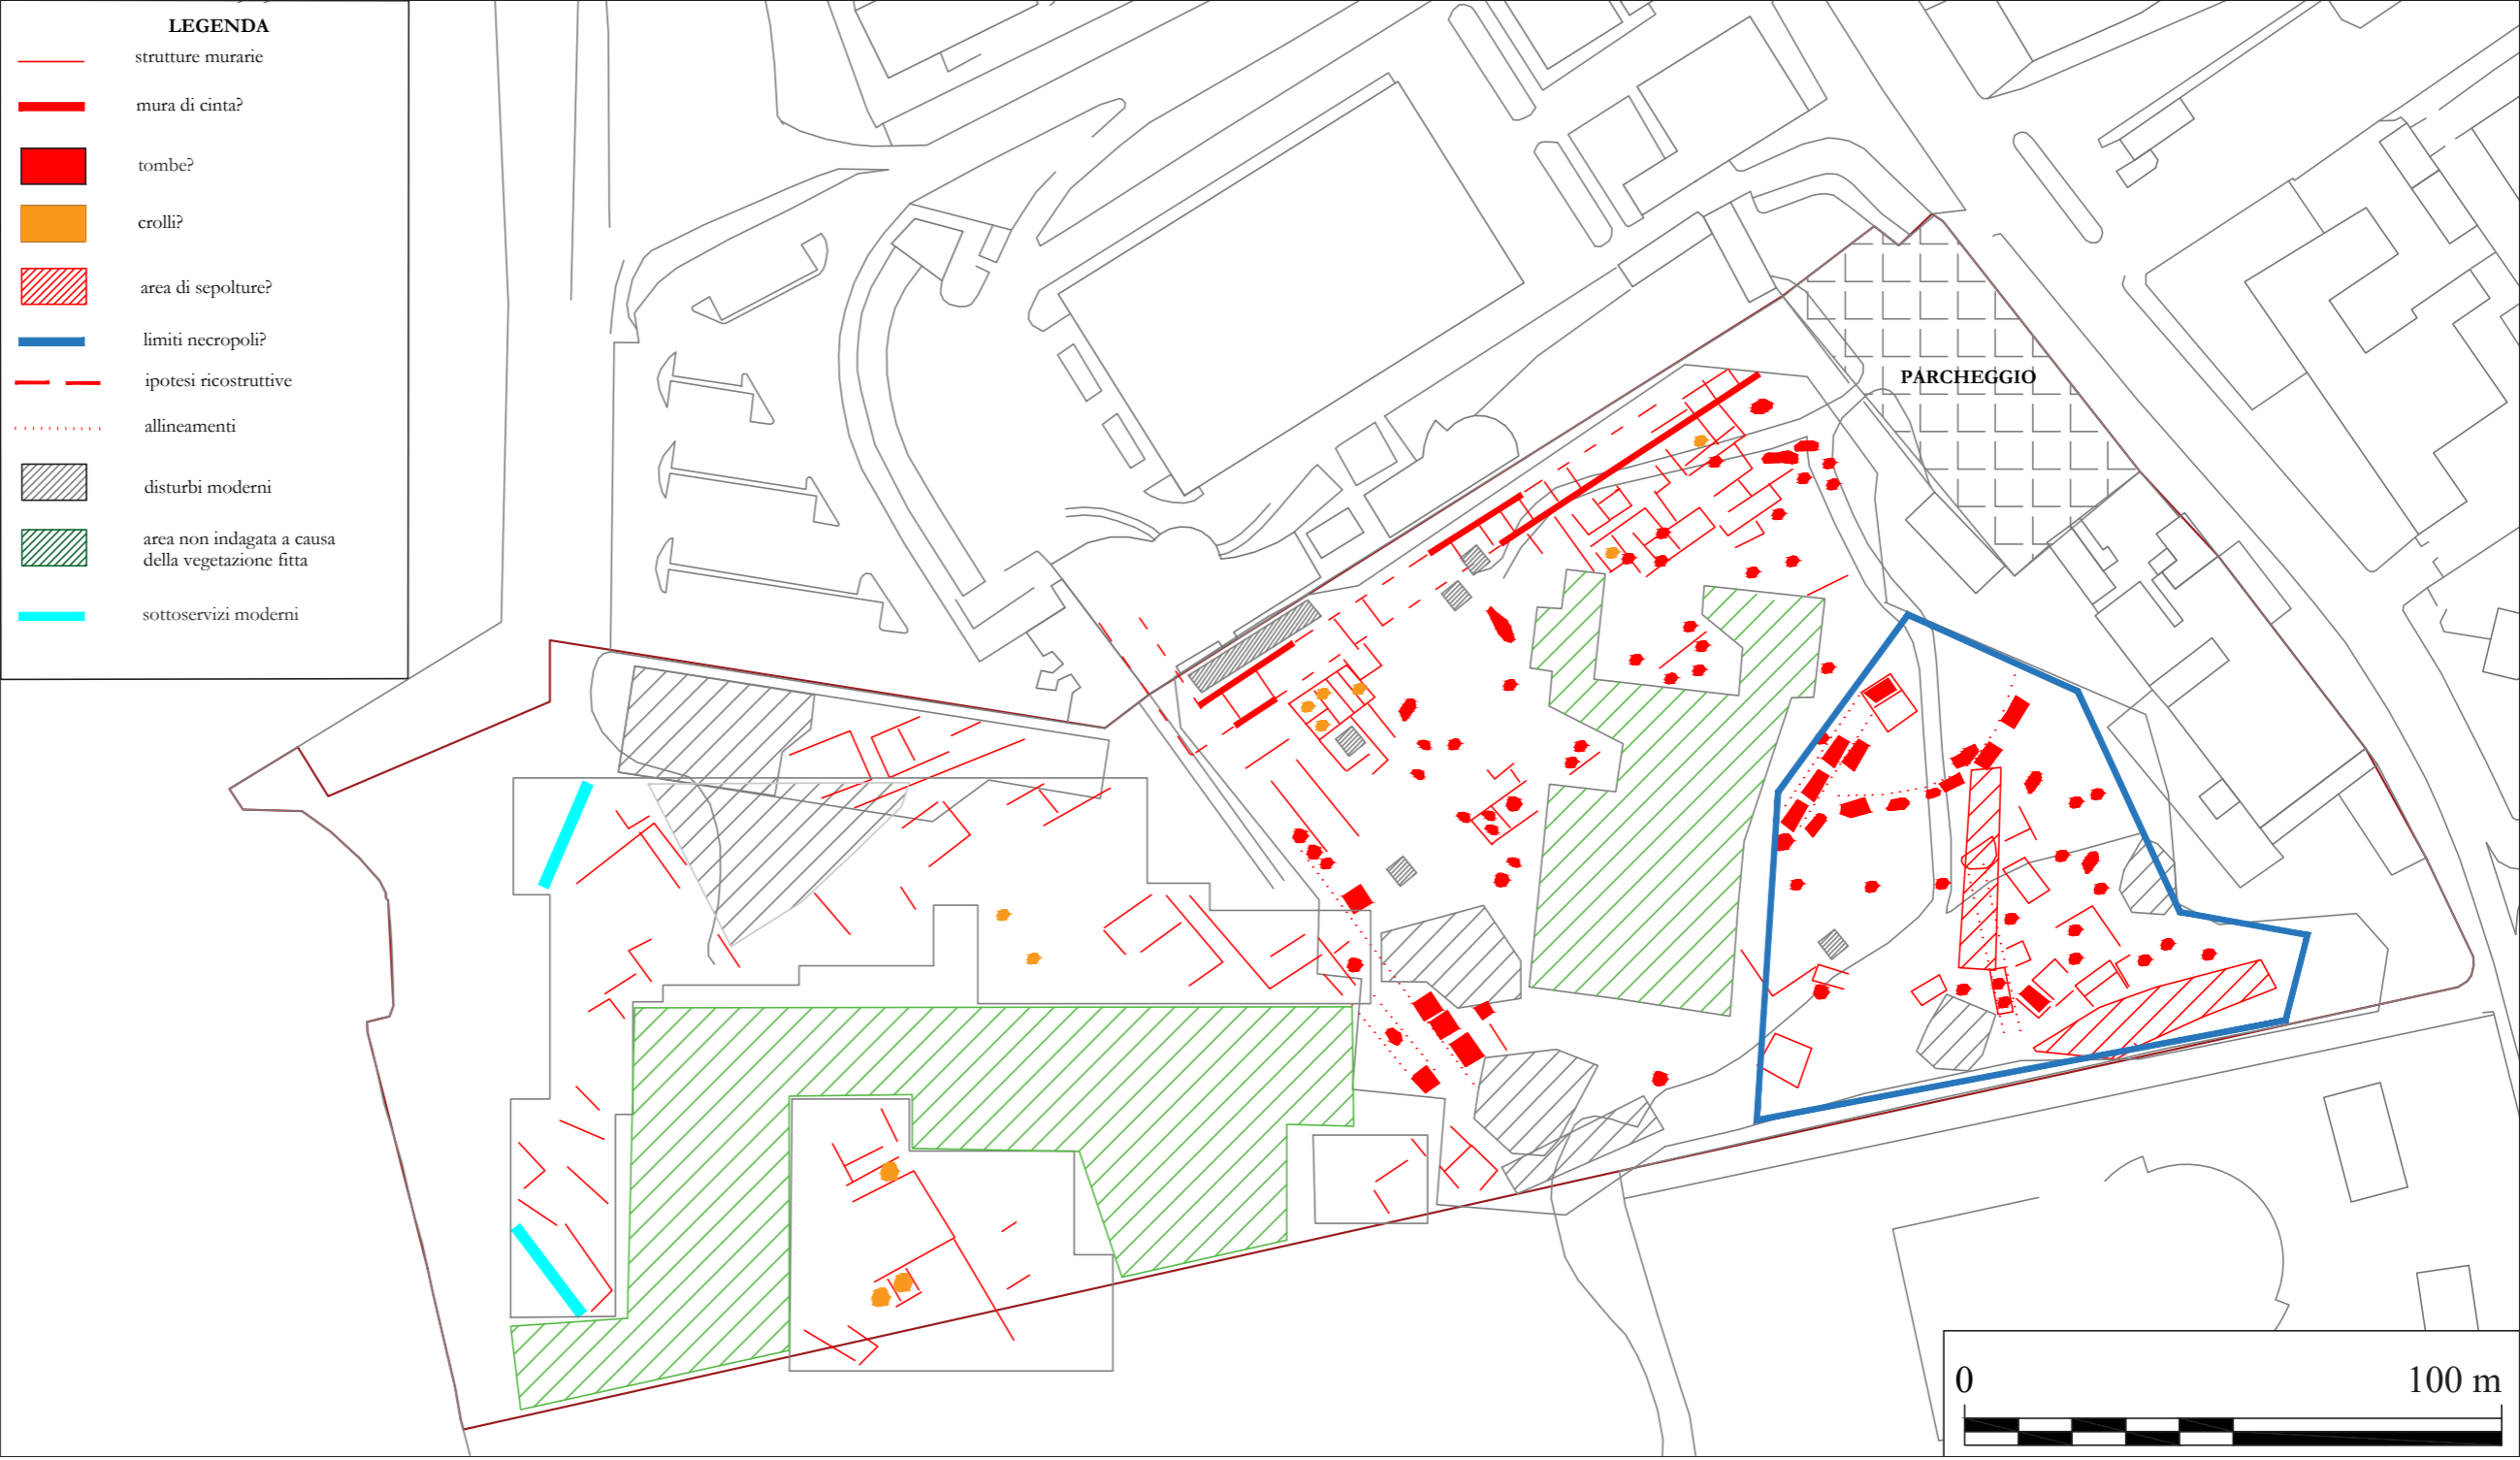 LEGENDA
strutture murarie
mura di cinta?
tombe?
crolli?
area di sepolture?
limiti necropoli?
ipotesi ricostruttive
allineamenti
disturbi moderni
area non indagata a causa
della vegetazione fitta
sottoservizi moderni
PARCHEGGIO
0 100 m